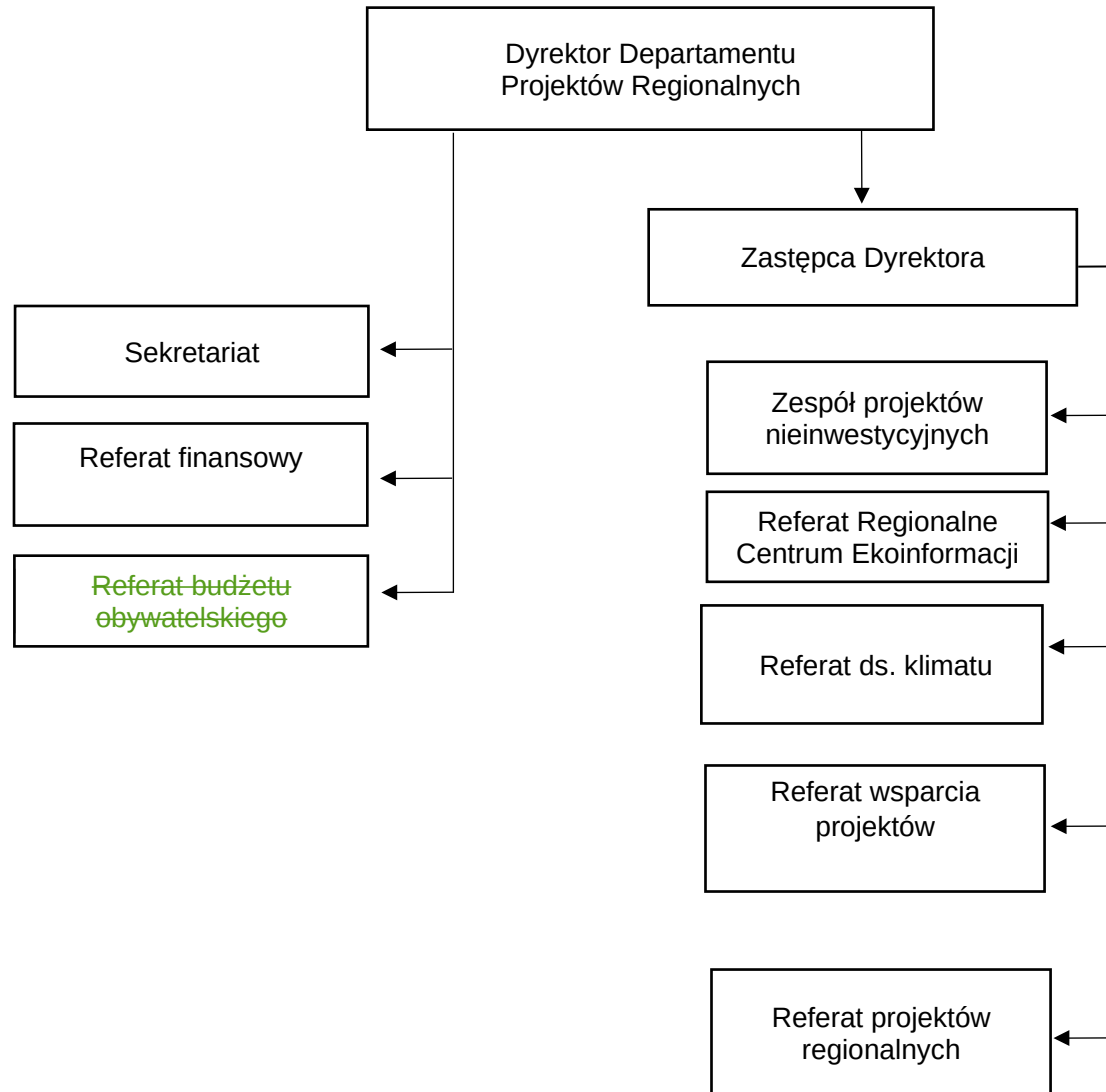 Dyrektor Departamentu
Projektów Regionalnych
Zastępca Dyrektora
Sekretariat
Referat finansowy
Referat budżetu
obywatelskiego
Zespół projektów
nieinwestycyjnych
Referat Regionalne
Centrum Ekoinformacji
Referat ds. klimatu
Referat wsparcia
projektów
Referat projektów
regionalnych